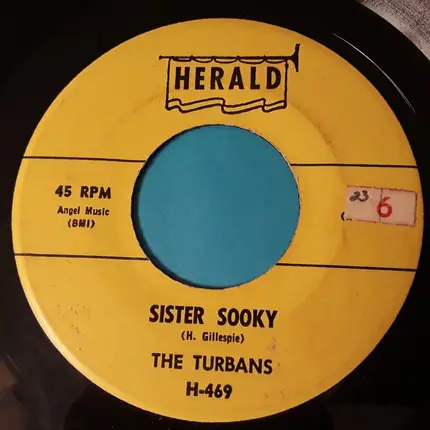 HERALD
45 RPM
Angel Music
(BMI)
23 6
SISTER SOOKY
(H. Gillespie)
THE TURBANS
H-469